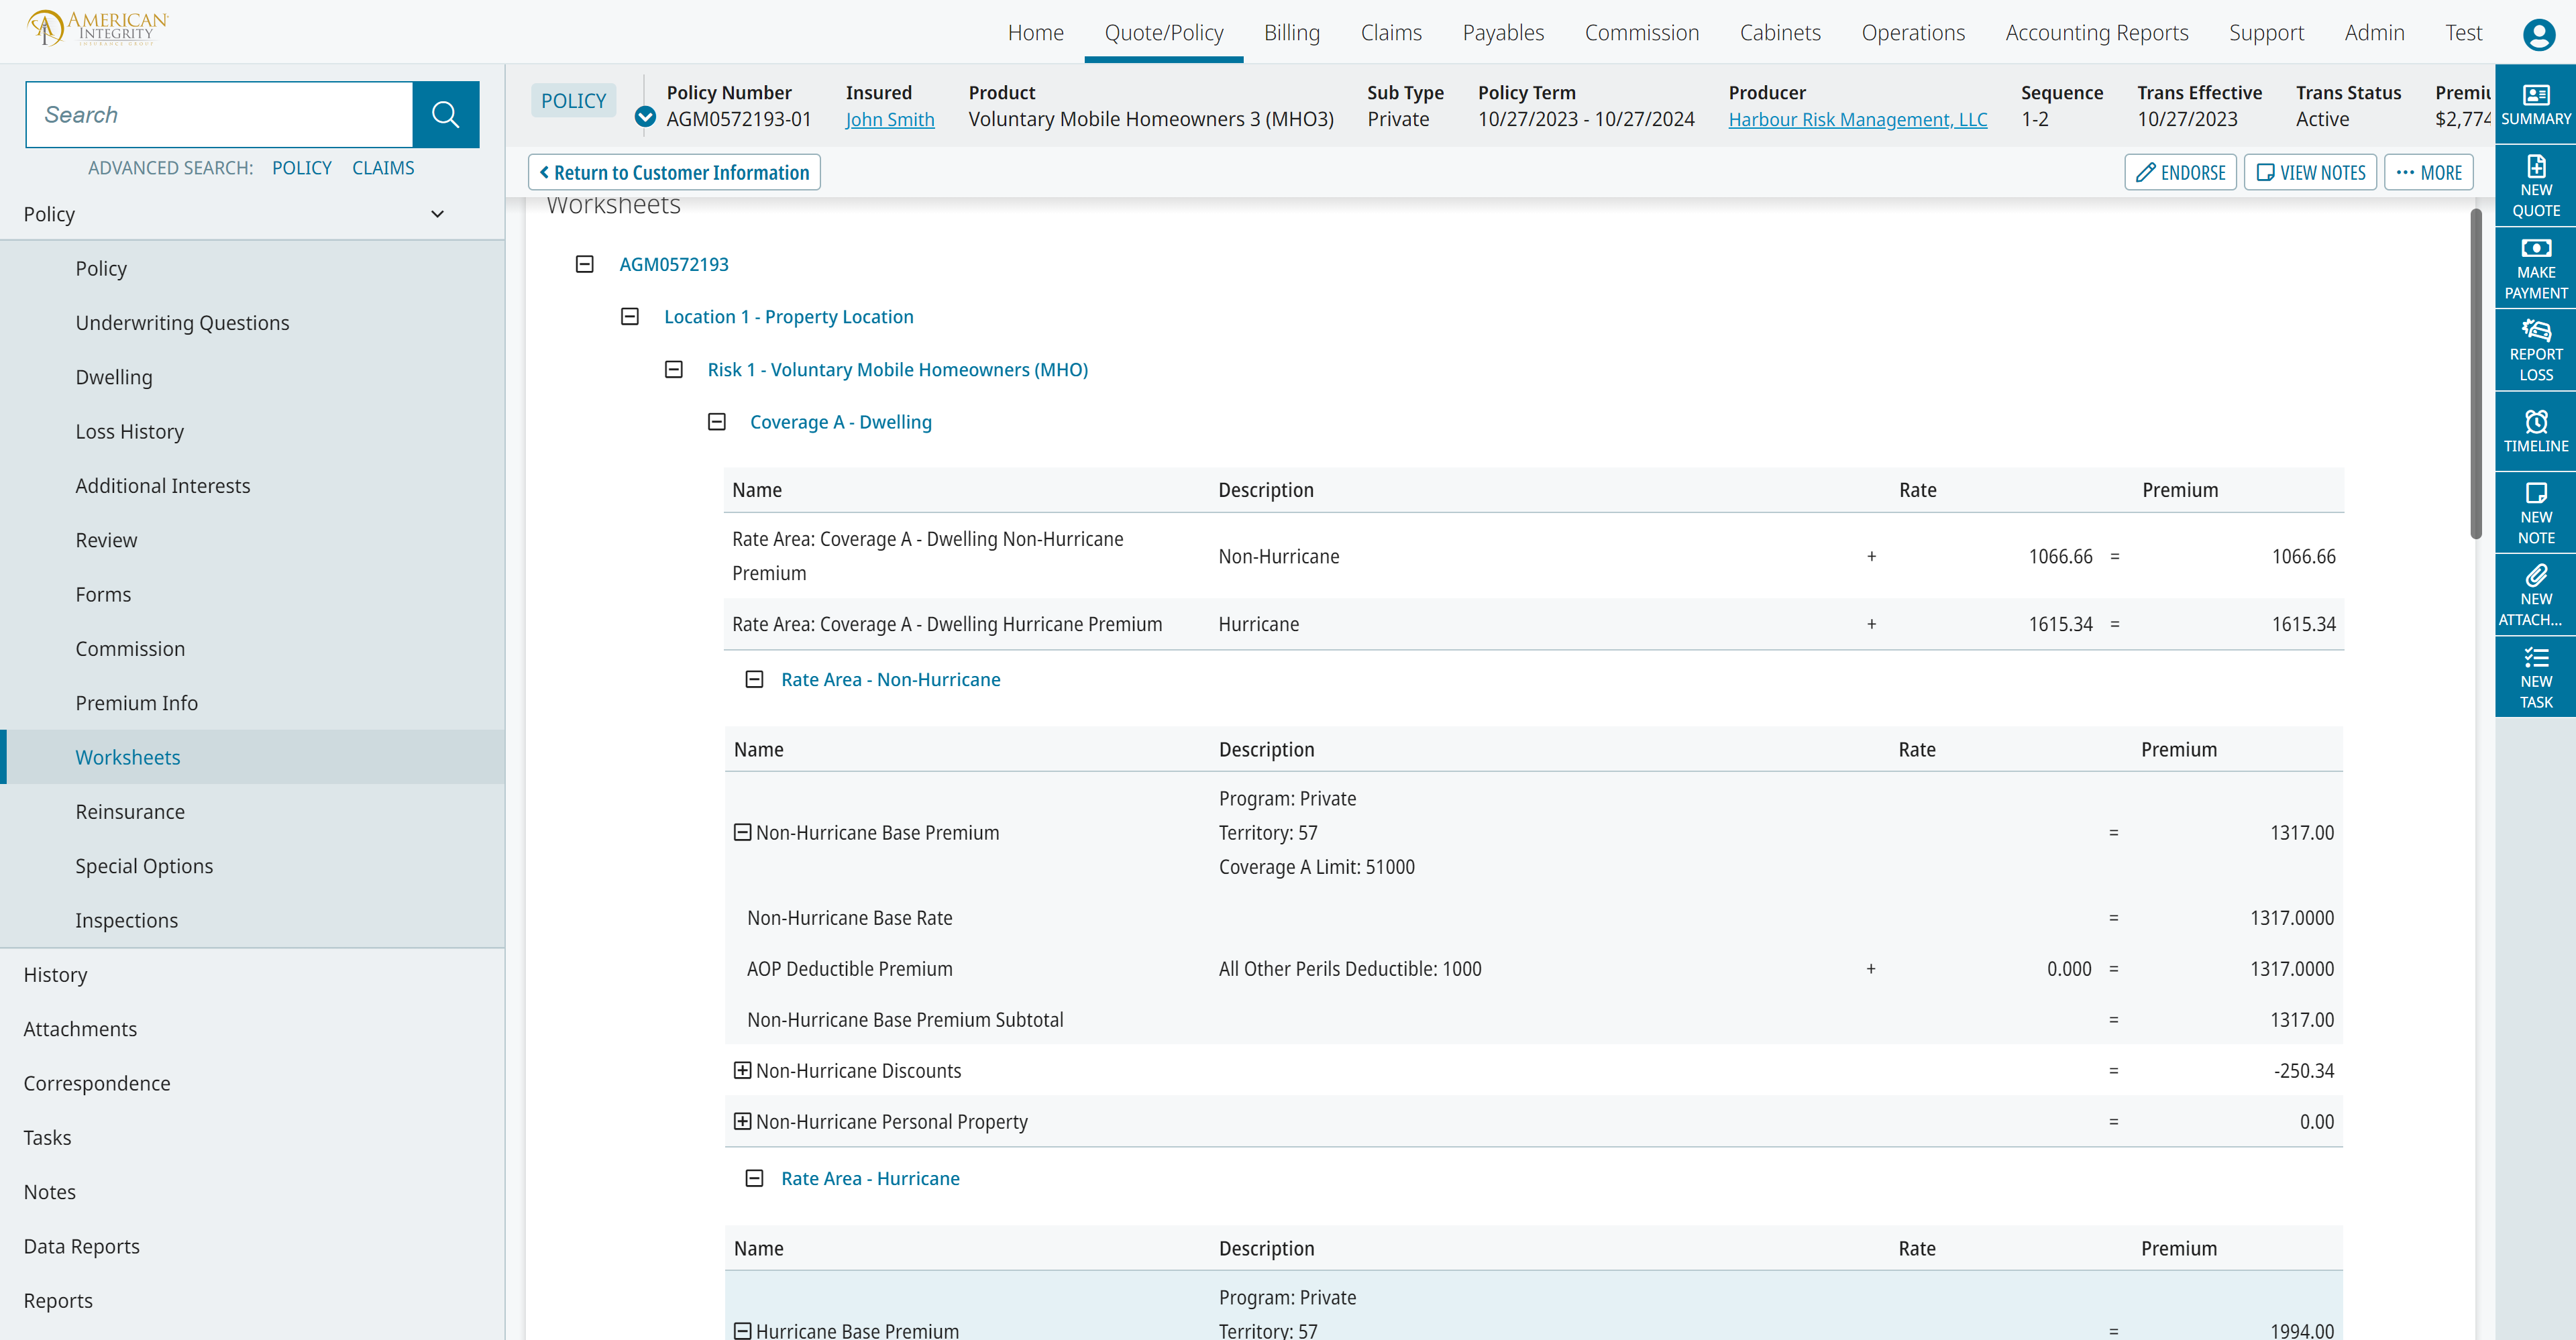 AMERICAN
INTEGRITY
INSURANCE GROUP
Home
Quote/Policy
Billing
Claims
Payables
Commission
Cabinets
Operations
Accounting Reports
Support
Admin
Test
Search
ADVANCED SEARCH: POLICY CLAIMS
Policy
Policy
Underwriting Questions
Dwelling
Loss History
Additional Interests
Review
Forms
Commission
Premium Info
Worksheets
Reinsurance
Special Options
Inspections
History
Attachments
Correspondence
Tasks
Notes
Data Reports
Reports
POLICY
Policy Number
AGM0572193-01
Insured
John Smith
Product
Voluntary Mobile Homeowners 3 (MHO3)
Sub Type
Private
Policy Term
10/27/2023 - 10/27/2024
Producer
Harbour Risk Management, LLC
Sequence
1-2
Trans Effective
10/27/2023
Trans Status
Active
Premiu
$2,774
Return to Customer Information
ENDORSE
VIEW NOTES
MORE
Worksheets
AGM0572193
Location 1 - Property Location
Risk 1 - Voluntary Mobile Homeowners (MHO)
Coverage A - Dwelling
Name Description Rate Premium
Rate Area: Coverage A - Dwelling Non-Hurricane
Premium
Non-Hurricane + 1066.66 = 1066.66
Rate Area: Coverage A - Dwelling Hurricane Premium Hurricane + 1615.34 = 1615.34
Rate Area - Non-Hurricane
Name Description Rate Premium
Program: Private
Non-Hurricane Base Premium Territory: 57 = 1317.00
Coverage A Limit: 51000
Non-Hurricane Base Rate = 1317.0000
AOP Deductible Premium All Other Perils Deductible: 1000 + 0.000 = 1317.0000
Non-Hurricane Base Premium Subtotal = 1317.00
Non-Hurricane Discounts = -250.34
Non-Hurricane Personal Property = 0.00
Rate Area - Hurricane
Name Description Rate Premium
Program: Private
Hurricane Base Premium Territory: 57 = 1994.00
SUMMARY
NEW
QUOTE
MAKE
PAYMENT
REPORT
LOSS
TIMELINE
NEW
NOTE
NEW
ATTACH...
NEW
TASK